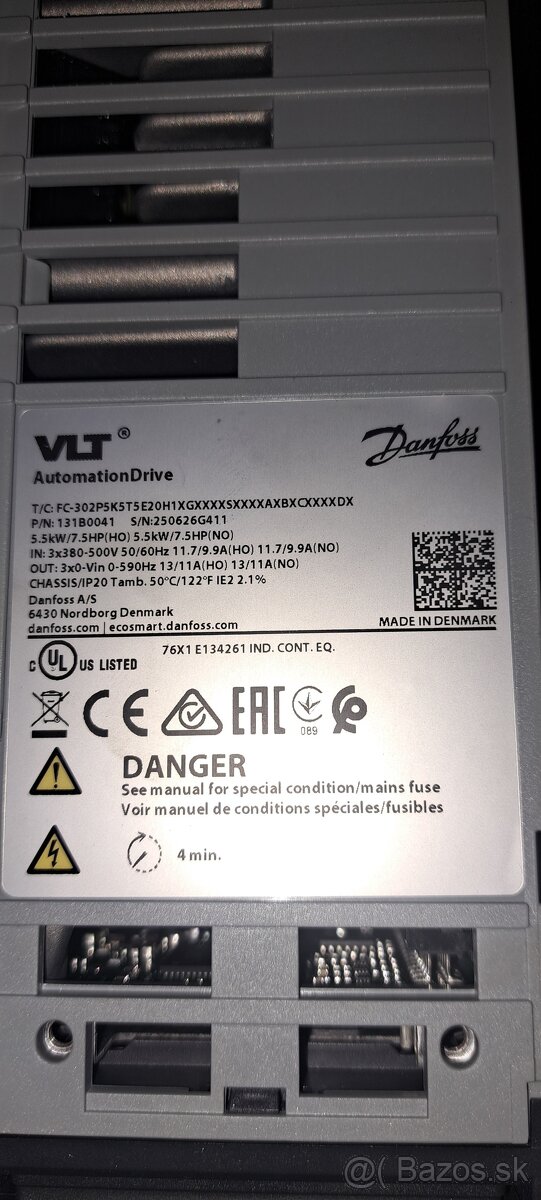 VLT®
Danfoss
AutomationDrive
T/C: FC-302P5K5T5E20H1XGXXXXSXXXXAXBXCXXXXDX
P/N: 131B0041 S/N:250626G411
5.5kW/7.5HP(HO) 5.5kW/7.5HP(NO)
IN: 3x380-500V 50/60Hz 11.7/9.9A(HO) 11.7/9.9A(NO)
OUT: 3x0-Vin 0-590Hz 13/11A(HO) 13/11A(NO)
CHASSIS/IP20 Tamb. 50°C/122°F IE2 2.1%
Danfoss A/S
6430 Nordborg Denmark
danfoss.com | ecosmart.danfoss.com
MADE IN DENMARK
C UL US LISTED
76X1 E134261 IND. CONT. EQ.
CE EAC
089
DANGER
See manual for special condition/mains fuse
Voir manuel de conditions spéciales/fusibles
4 min.
@( Bazos.sk